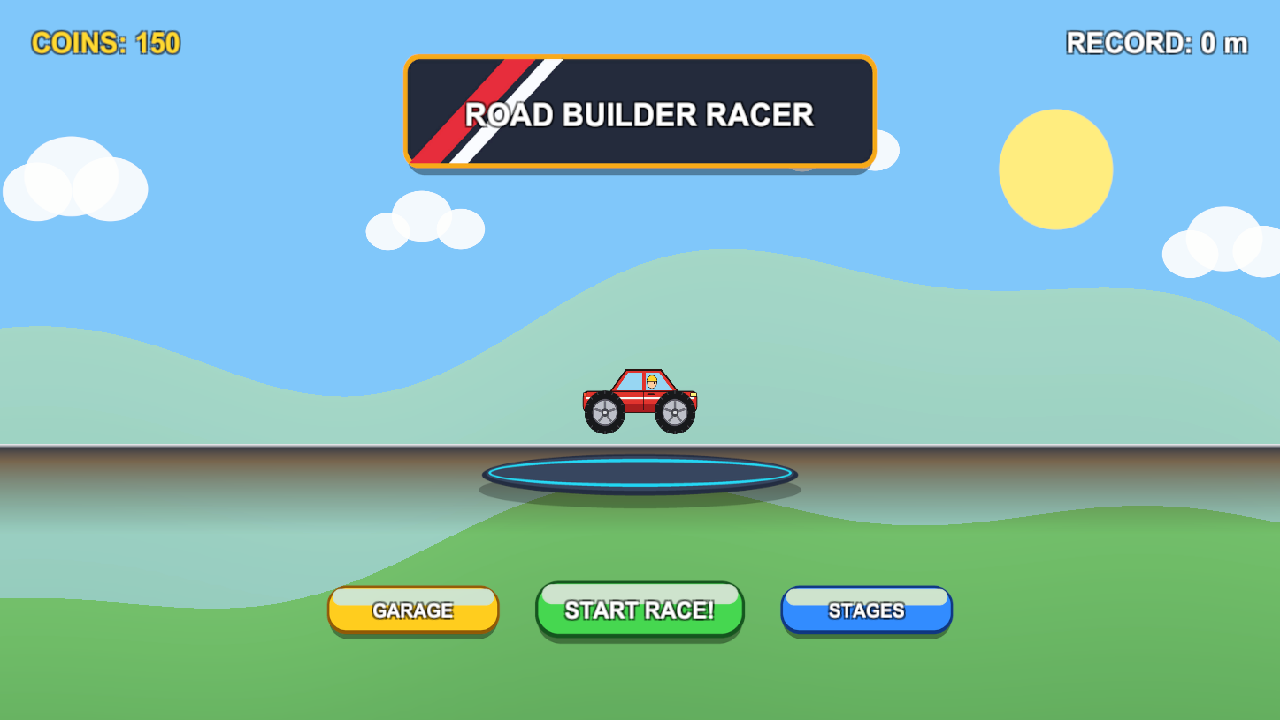 COINS: 150
RECORD: 0 m
ROAD BUILDER RACER
GARAGE
START RACE!
STAGES